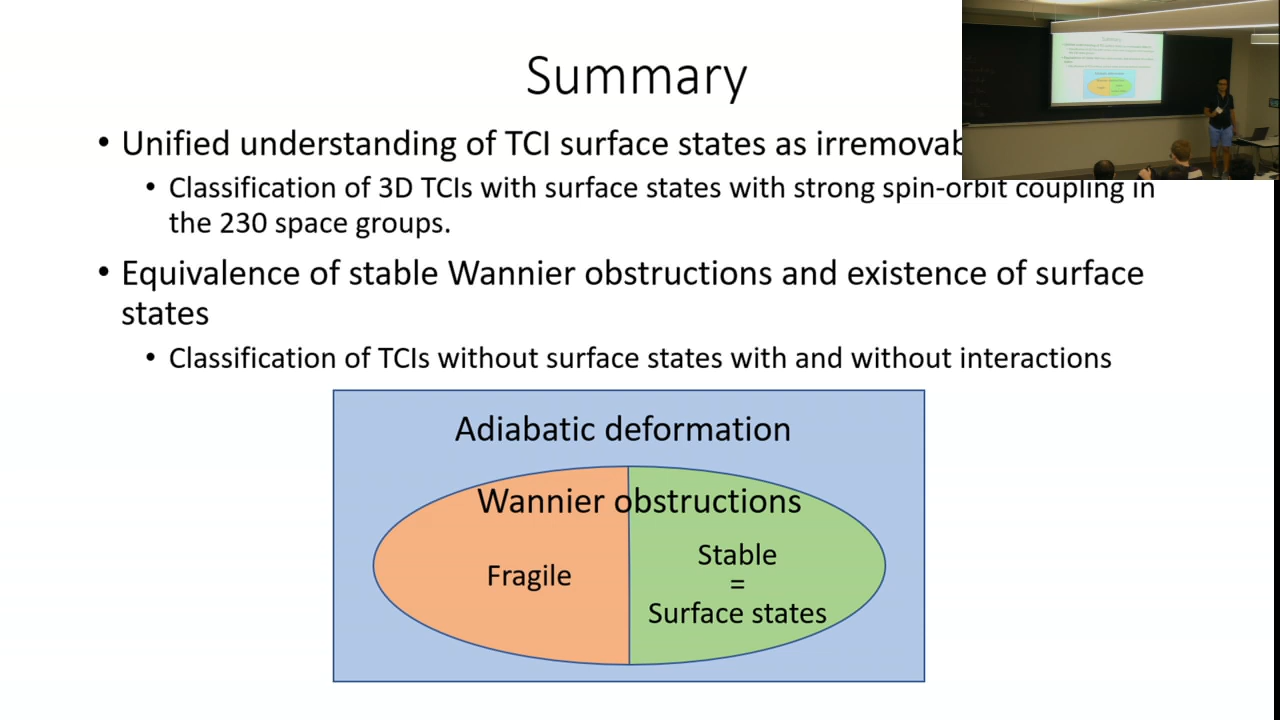 Summary
• Unified understanding of TCI surface states as
• Classification of 3D TCIs with surface states with strong spin-orbit coupling in
the 230 space groups.
• Equivalence of stable Wannier obstructions and existence of surface
states
• Classification of TCIs without surface states with and without interactions
Adiabatic deformation
Wannier obstructions
Fragile
Stable
=
Surface states